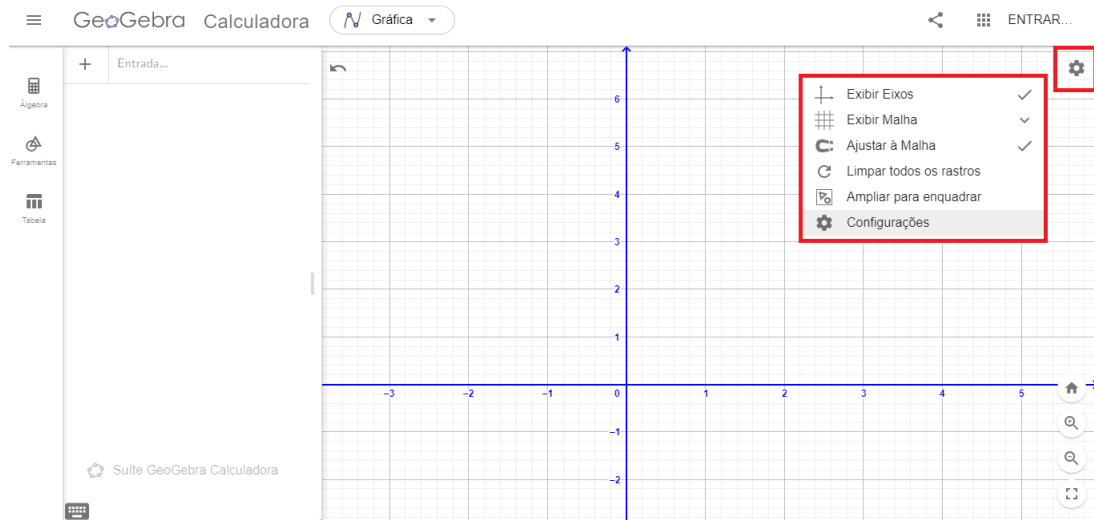 GeoGebra Calculadora
Gráfica
ENTRAR...
+ Entrada...
Álgebra
Ferramentas
Tabela
Exibir Eixos
Exibir Malha
Ajustar à Malha
Limpar todos os rastros
Ampliar para enquadrar
Configurações
6
5
4
3
2
1
−3 −2 −1 0 1 2 3 4 5
−1
−2
Suíte GeoGebra Calculadora